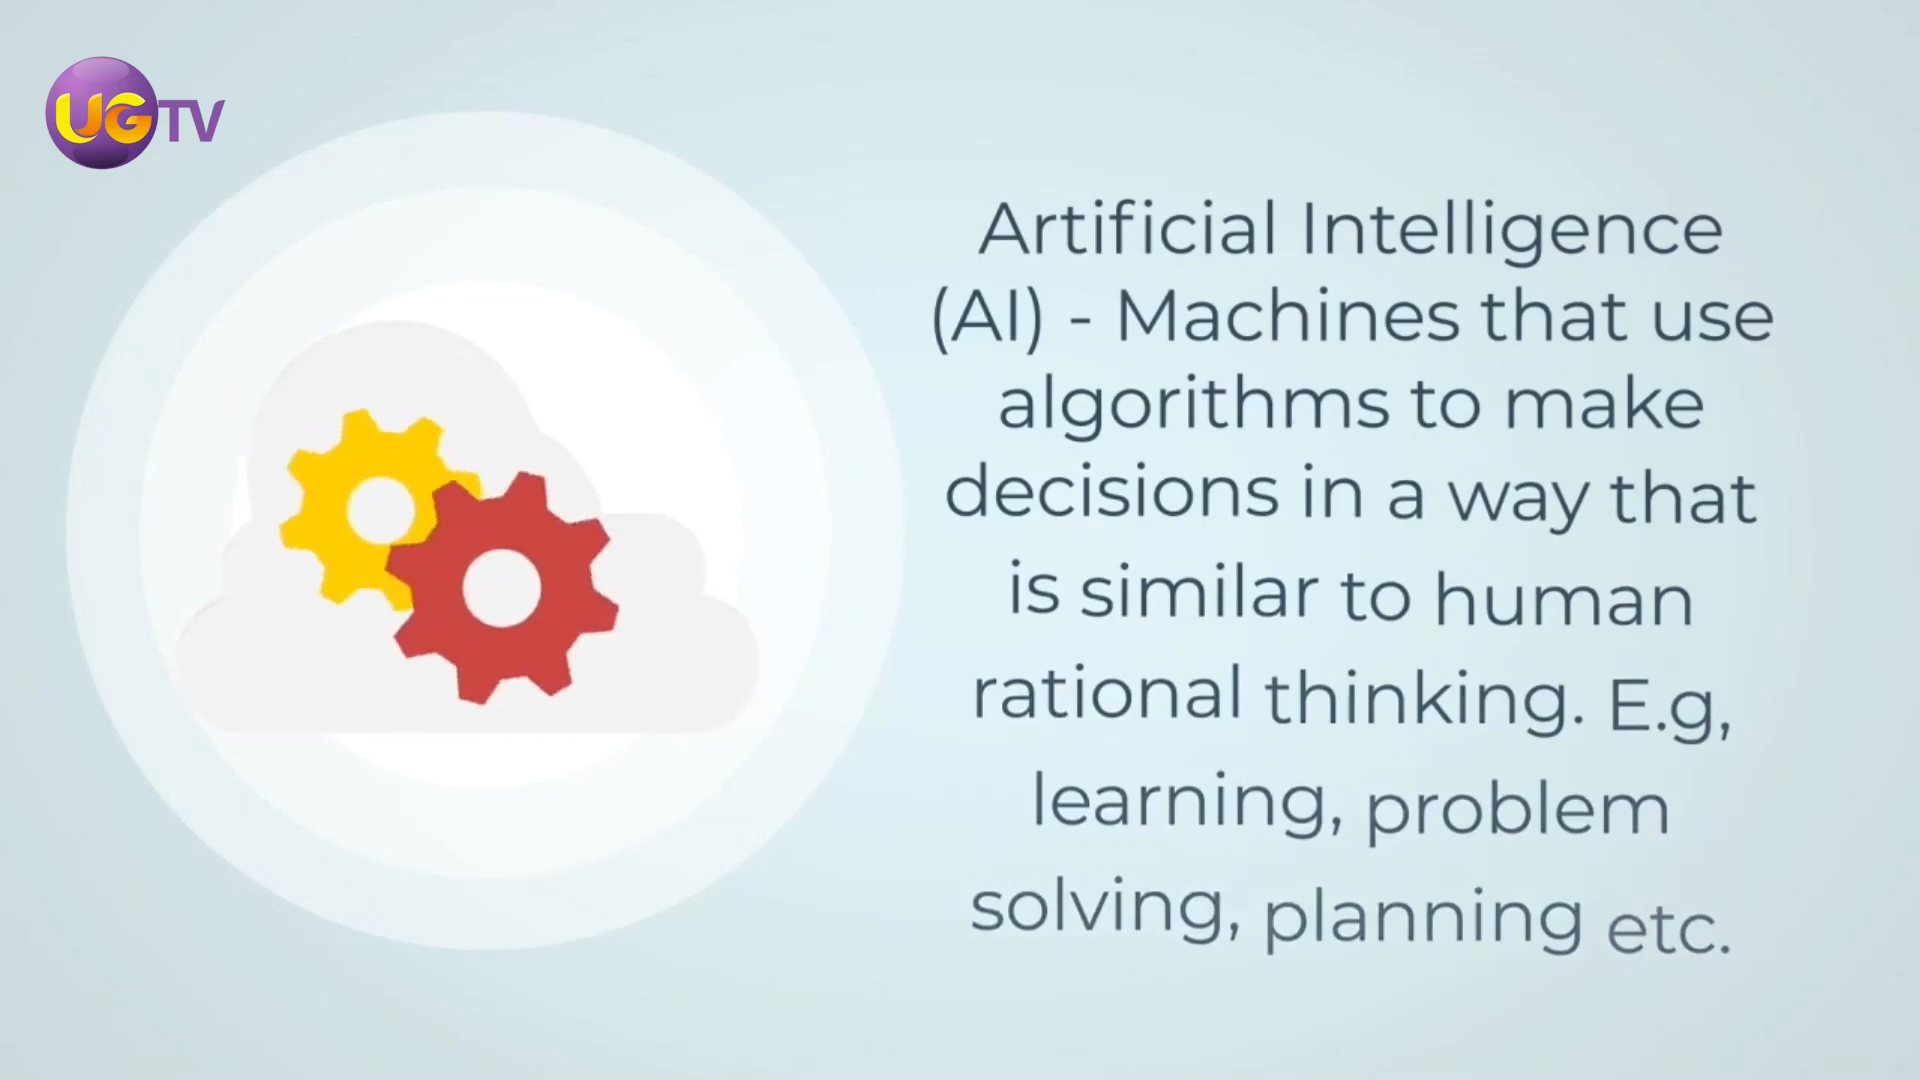 UGTV
Artificial Intelligence
(AI) - Machines that use
algorithms to make
decisions in a way that
is similar to human
rational thinking. E.g,
learning, problem
solving, planning etc.